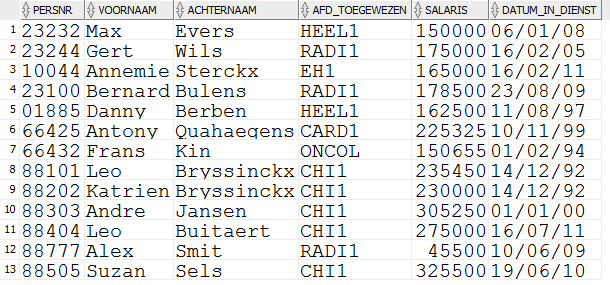 PERSNR VOORNAAM ACHTERNAAM AFD_TOEGEWEZEN SALARIS DATUM_IN_DIENST
1 23232 Max Evers HEEL1 150000 06/01/08
2 23244 Gert Wils RADI1 175000 16/02/05
3 10044 Annemie Sterckx EH1 165000 16/02/11
4 23100 Bernard Bulens RADI1 178500 23/08/09
5 01885 Danny Berben HEEL1 162500 11/08/97
6 66425 Antony Quahaegens CARD1 225325 10/11/99
7 66432 Frans Kin ONCOL 150655 01/02/94
8 88101 Leo Bryssinckx CHI1 235450 14/12/92
9 88202 Katrien Bryssinckx CHI1 230000 14/12/92
10 88303 Andre Jansen CHI1 305250 01/01/00
11 88404 Leo Buitaert CHI1 275000 16/07/11
12 88777 Alex Smit RADI1 45500 10/06/09
13 88505 Suzan Sels CHI1 325500 19/06/10